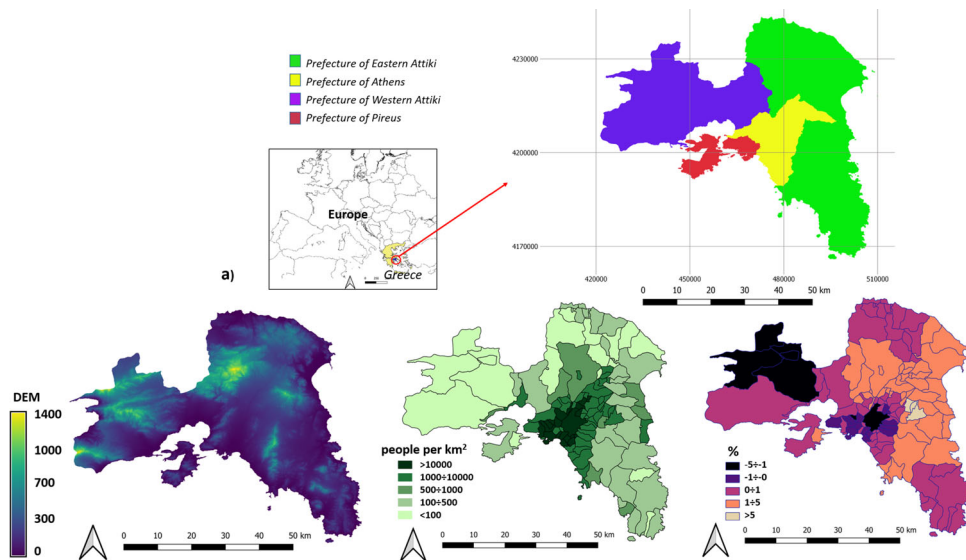 Prefecture of Eastern Attiki
Prefecture of Athens
Prefecture of Western Attiki
Prefecture of Pireus
4230000
4200000
4170000
420000 450000 480000 510000
0 10 20 30 40 50 km
Europe
Greece
a)
DEM
1400
1000
700
300
0
0 10 20 30 40 50 km
people per km²
>10000
1000÷10000
500÷1000
100÷500
<100
0 10 20 30 40 50 km
%
-5÷-1
-1÷-0
0÷1
1÷5
>5
0 10 20 30 40 50 km